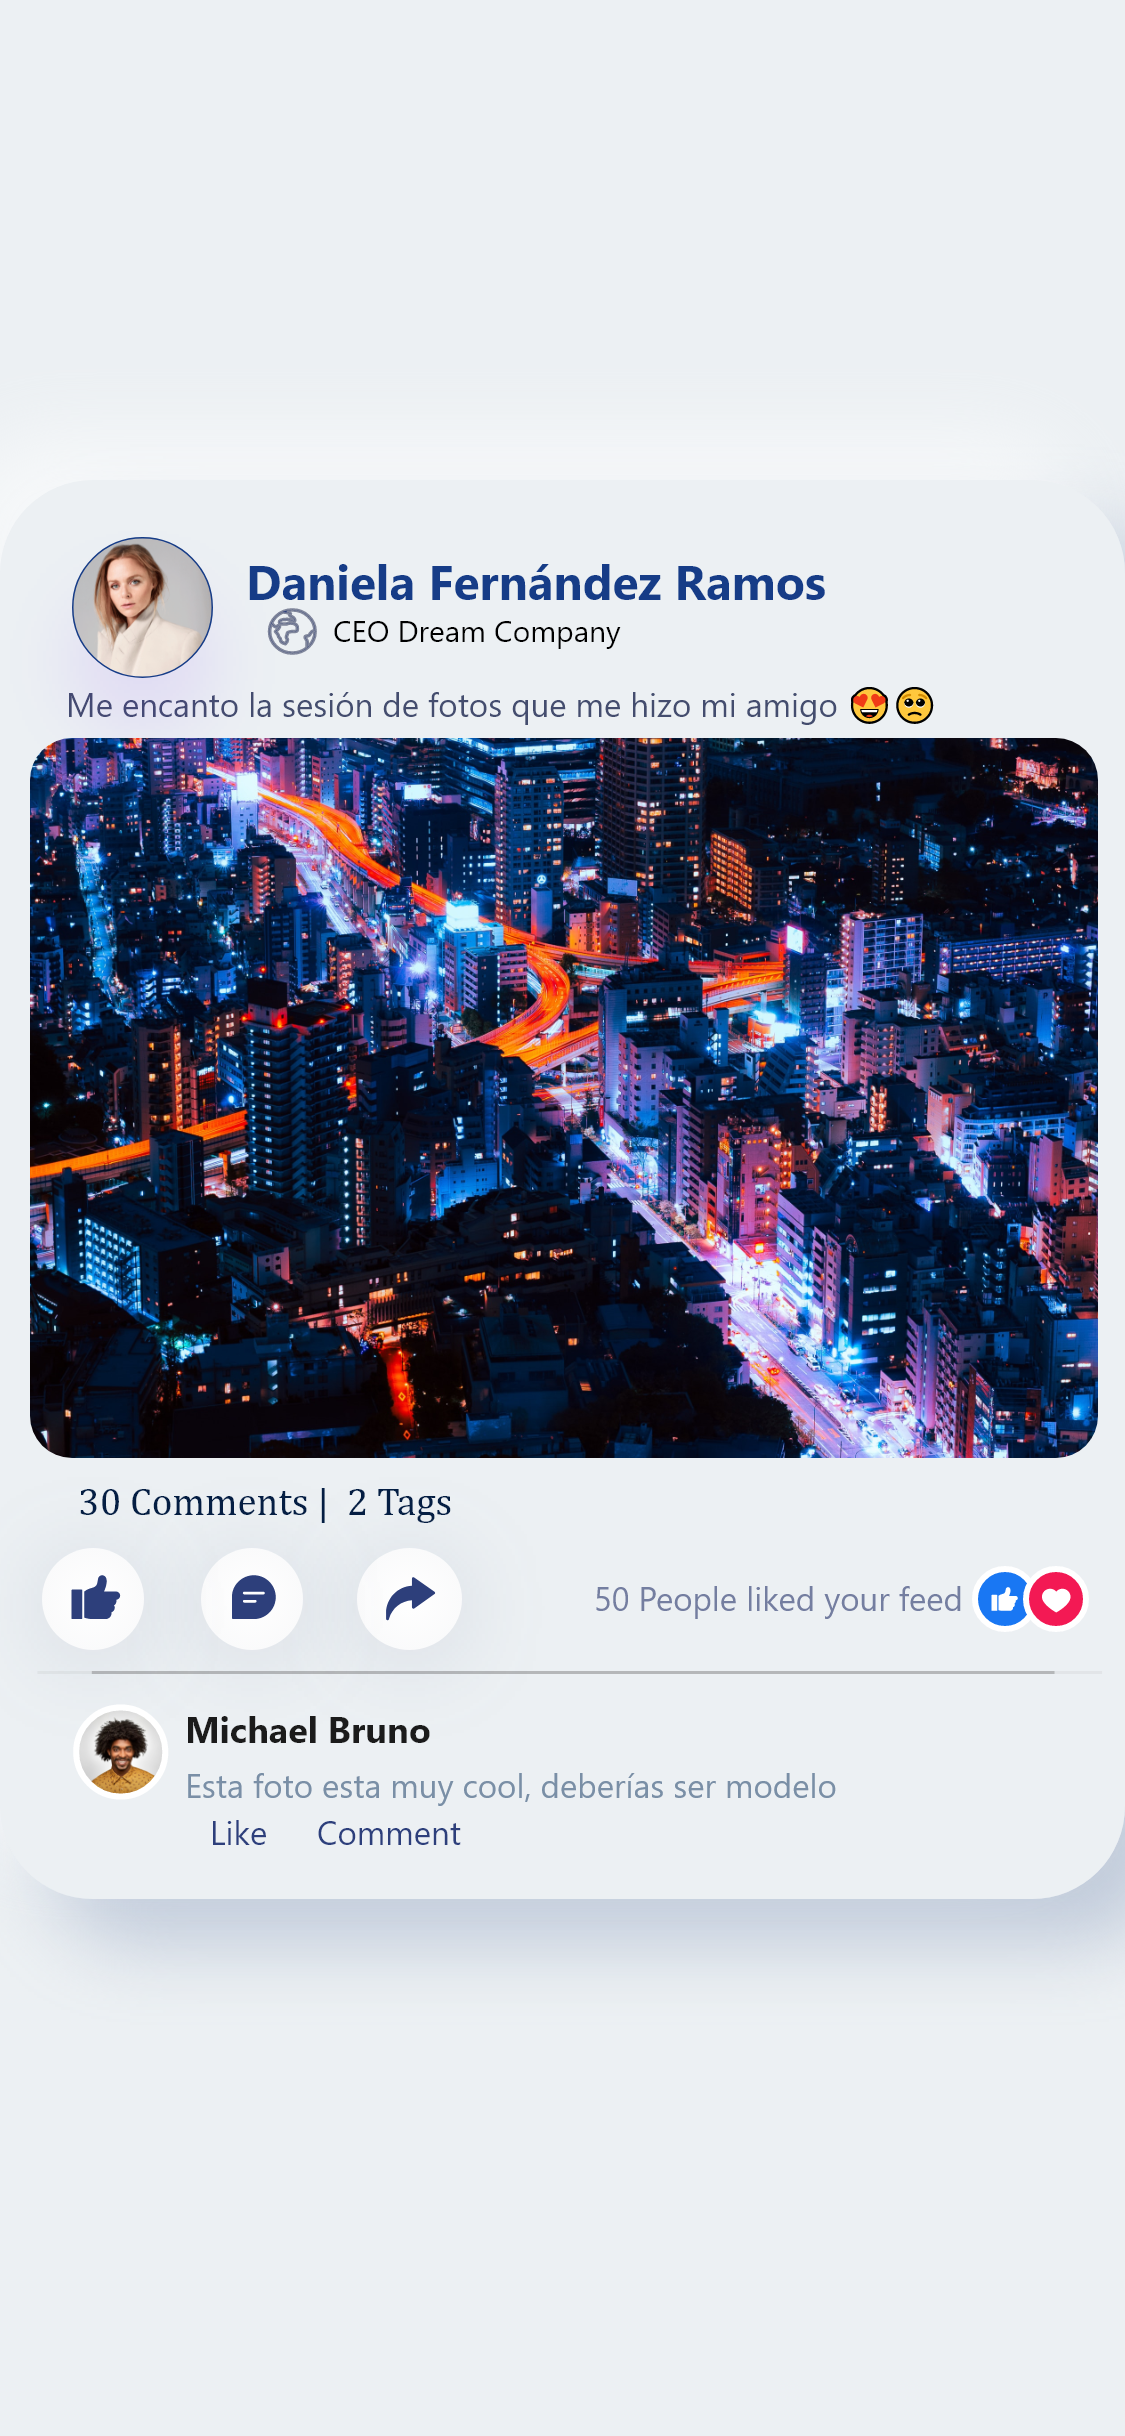 Daniela Fernández Ramos
CEO Dream Company
Me encanto la sesión de fotos que me hizo mi amigo 😍🥺
30 Comments | 2 Tags
50 People liked your feed
Michael Bruno
Esta foto esta muy cool, deberías ser modelo
Like Comment